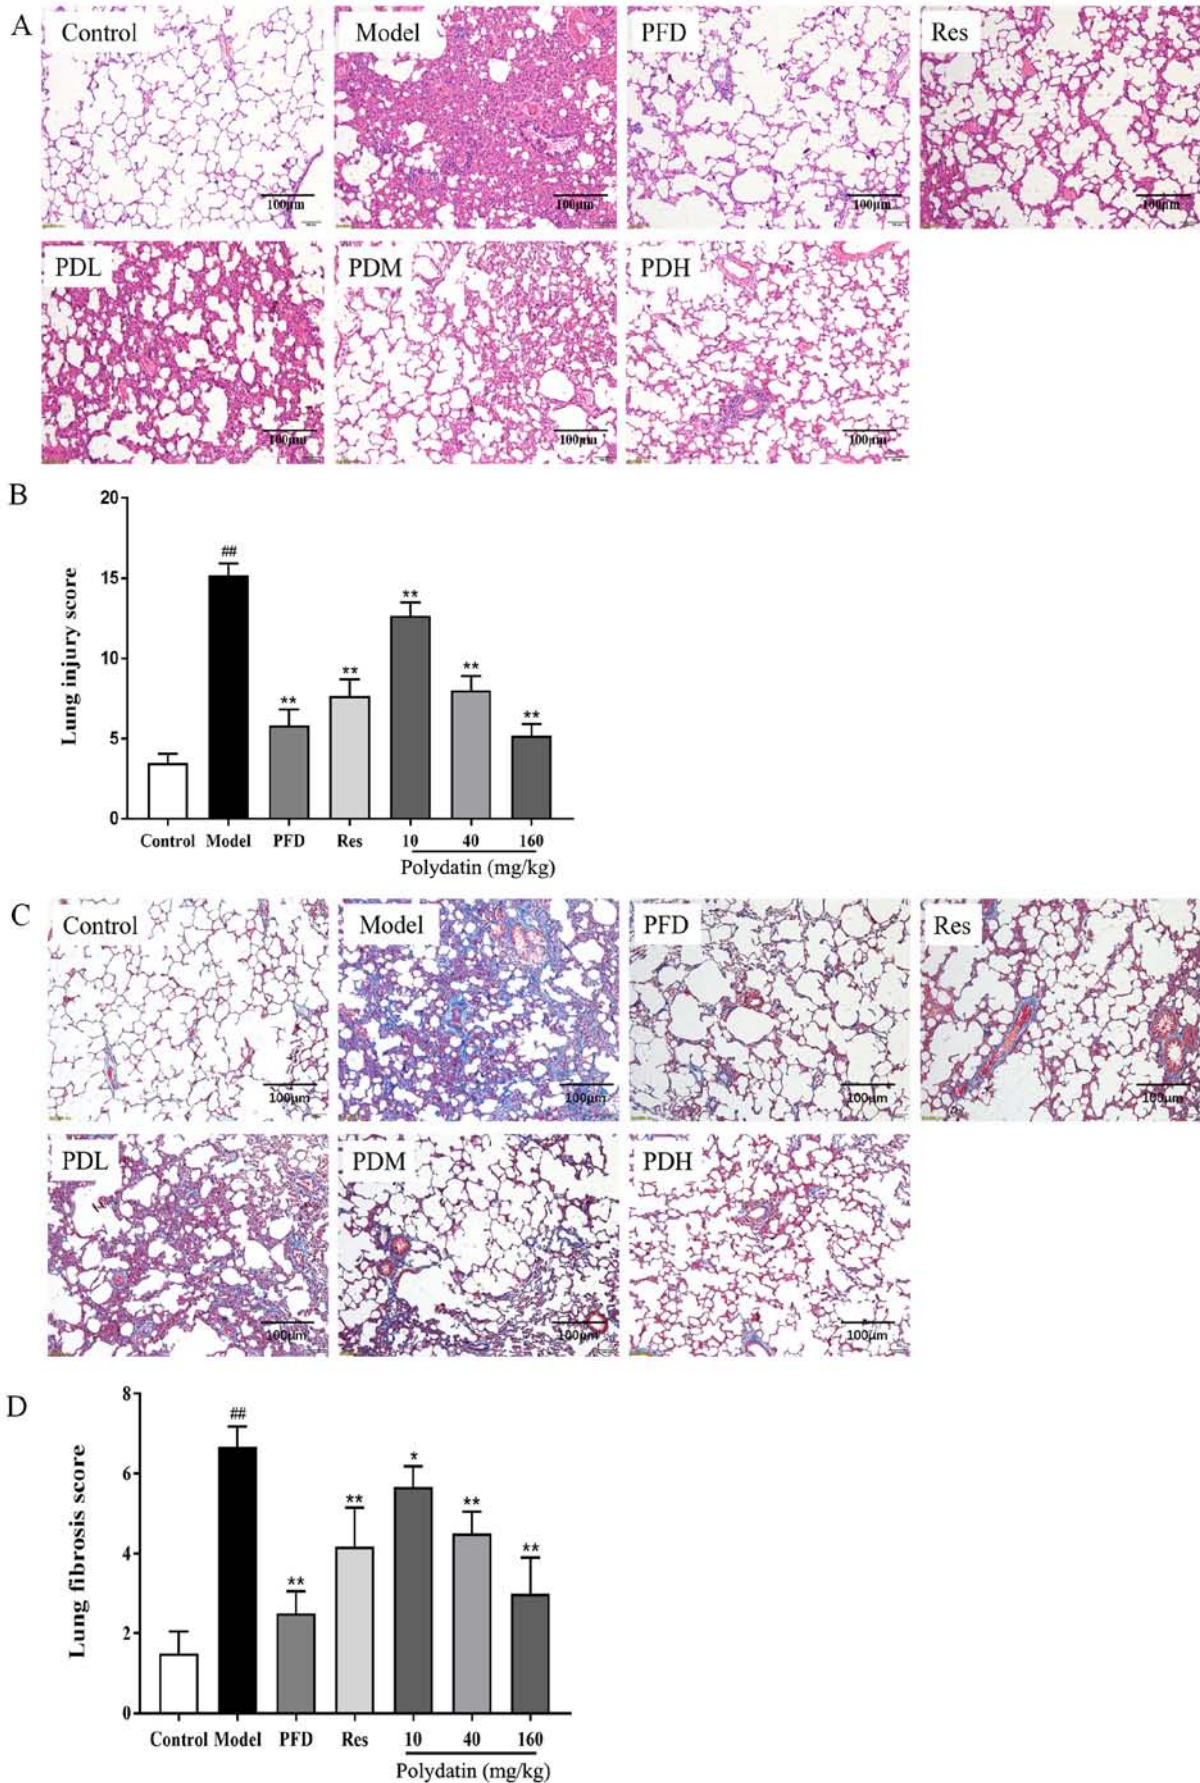 A
Control
Model
PFD
Res
100μm
100μm
100μm
100μm
PDL
PDM
PDH
100μm
100μm
100μm
B
Lung injury score
20
15
10
5
0
##
**
**
**
**
**
Control Model PFD Res 10 40 160
Polydatin (mg/kg)
C
Control
Model
PFD
Res
100μm
100μm
100μm
100μm
PDL
PDM
PDH
100μm
100μm
100μm
D
Lung fibrosis score
8
6
4
2
0
##
**
**
*
**
**
Control Model PFD Res 10 40 160
Polydatin (mg/kg)